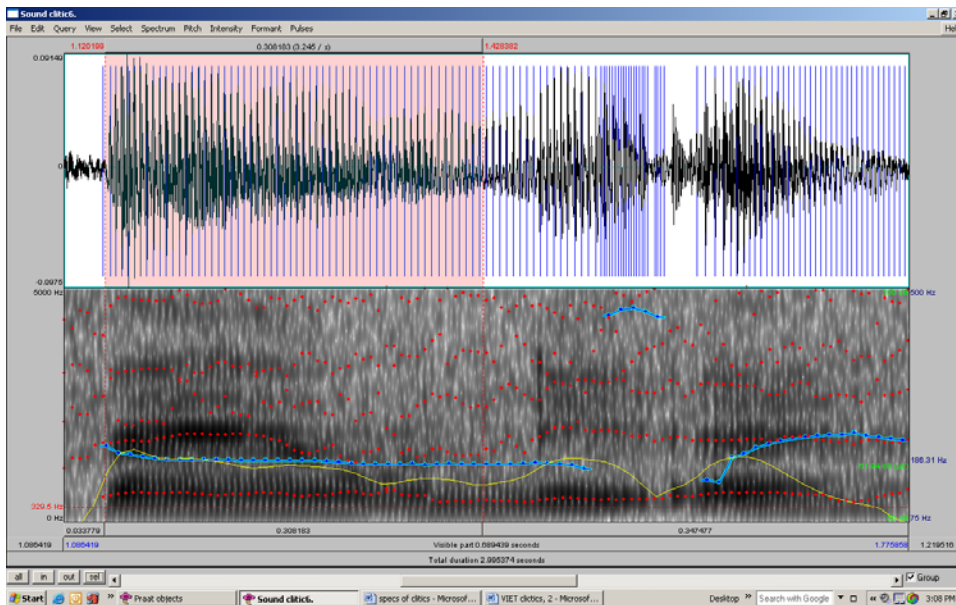 Sound clitic6.
File Edit Query View Select Spectrum Pitch Intensity Formant Pulses Hel
1.120199 0.308183 (3.245 / s) 1.428382
0.09149
0
-0.0975
5000 Hz 500 Hz
186.31 Hz
329.5 Hz
0 Hz 75 Hz
0.033779 0.308183 0.347477
1.086419 1.086419 Visible part 0.689439 seconds 1.775858 1.219516
Total duration 2.995374 seconds
all in out sel Group
Start Praat objects Sound clitic6. specs of clitics - Microsof... VIET clictics, 2 - Microsof... Desktop Search with Google 3:08 PM